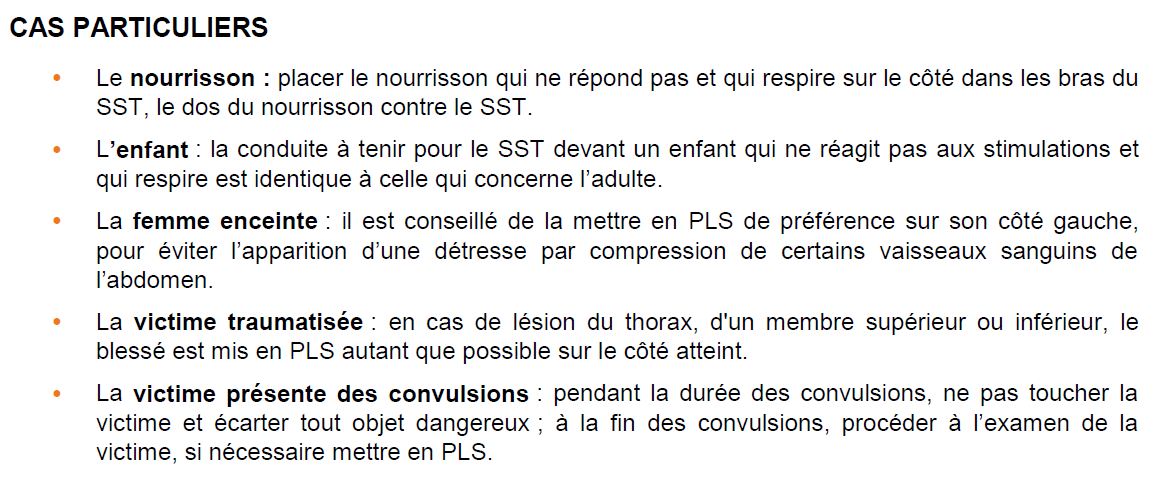 CAS PARTICULIERS
• Le nourrisson : placer le nourrisson qui ne répond pas et qui respire sur le côté dans les bras du
SST, le dos du nourrisson contre le SST.
• L’enfant : la conduite à tenir pour le SST devant un enfant qui ne réagit pas aux stimulations et
qui respire est identique à celle qui concerne l’adulte.
• La femme enceinte : il est conseillé de la mettre en PLS de préférence sur son côté gauche,
pour éviter l’apparition d’une détresse par compression de certains vaisseaux sanguins de
l’abdomen.
• La victime traumatisée : en cas de lésion du thorax, d'un membre supérieur ou inférieur, le
blessé est mis en PLS autant que possible sur le côté atteint.
• La victime présente des convulsions : pendant la durée des convulsions, ne pas toucher la
victime et écarter tout objet dangereux ; à la fin des convulsions, procéder à l’examen de la
victime, si nécessaire mettre en PLS.